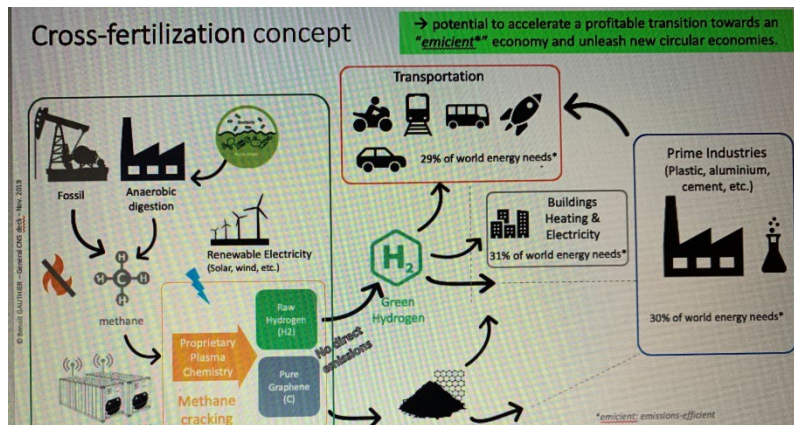 Cross-fertilization concept
→ potential to accelerate a profitable transition towards an
"emicient*" economy and unleash new circular economies.
Transportation
29% of world energy needs*
Prime Industries
(Plastic, aluminium,
cement, etc.)
30% of world energy needs*
Buildings
Heating &
Electricity
31% of world energy needs*
Fossil
Anaerobic
digestion
Renewable Electricity
(Solar, wind, etc.)
H
H C H
H
methane
H2
Green
Hydrogen
Proprietary
Plasma
Chemistry
Methane
cracking
Raw
Hydrogen
(H2)
Pure
Graphene
(C)
No direct
emissions
*emicient: emissions-efficient
© Benoit GAUTHIER – General CNS deck – Nov. 2019